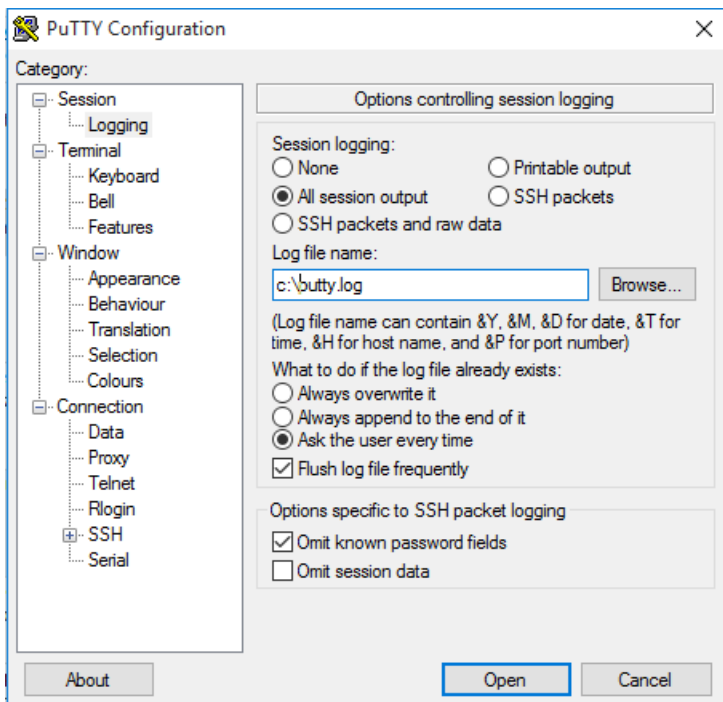 PuTTY Configuration
Category:
Session
Logging
Terminal
Keyboard
Bell
Features
Window
Appearance
Behaviour
Translation
Selection
Colours
Connection
Data
Proxy
Telnet
Rlogin
SSH
Serial
Options controlling session logging
Session logging:
None
Printable output
All session output
SSH packets
SSH packets and raw data
Log file name:
c:\putty.log
Browse...
(Log file name can contain &Y, &M, &D for date, &T for
time, &H for host name, and &P for port number)
What to do if the log file already exists:
Always overwrite it
Always append to the end of it
Ask the user every time
Flush log file frequently
Options specific to SSH packet logging
Omit known password fields
Omit session data
About
Open
Cancel